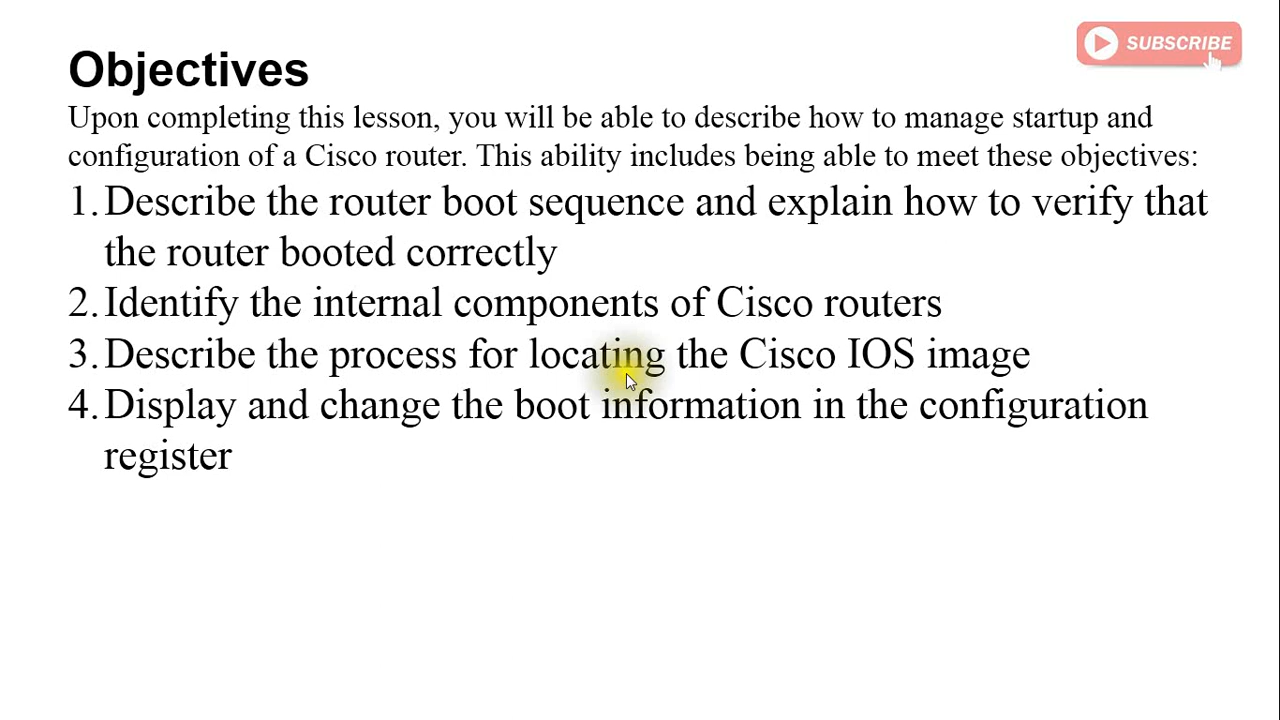 SUBSCRIBE
Objectives
Upon completing this lesson, you will be able to describe how to manage startup and
configuration of a Cisco router. This ability includes being able to meet these objectives:
1. Describe the router boot sequence and explain how to verify that
the router booted correctly
2. Identify the internal components of Cisco routers
3. Describe the process for locating the Cisco IOS image
4. Display and change the boot information in the configuration
register